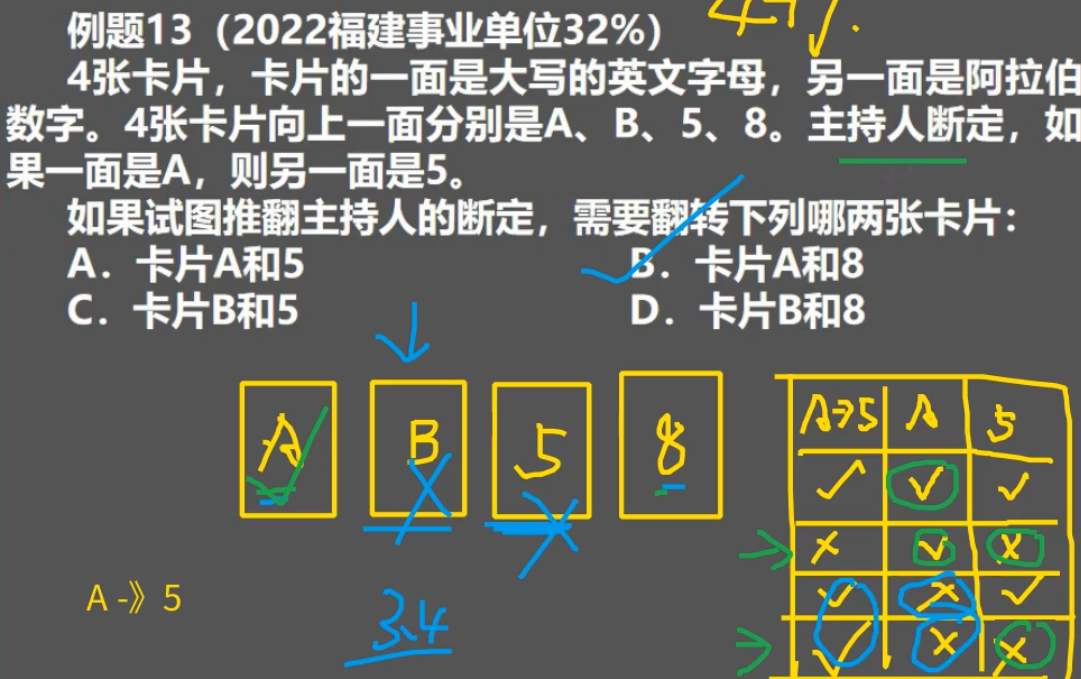 4寸.
例题13（2022福建事业单位32%）
4张卡片，卡片的一面是大写的英文字母，另一面是阿拉伯
数字。4张卡片向上一面分别是A、B、5、8。主持人断定，如
果一面是A，则另一面是5。
如果试图推翻主持人的断定，需要翻转下列哪两张卡片：
A．卡片A和5 B．卡片A和8
C．卡片B和5 D．卡片B和8
A B 5 8
A→5 A 5
✓ ✓ ✓
× ✓ ×
✓ × ✓
✓ × ×
A -》5
3.4